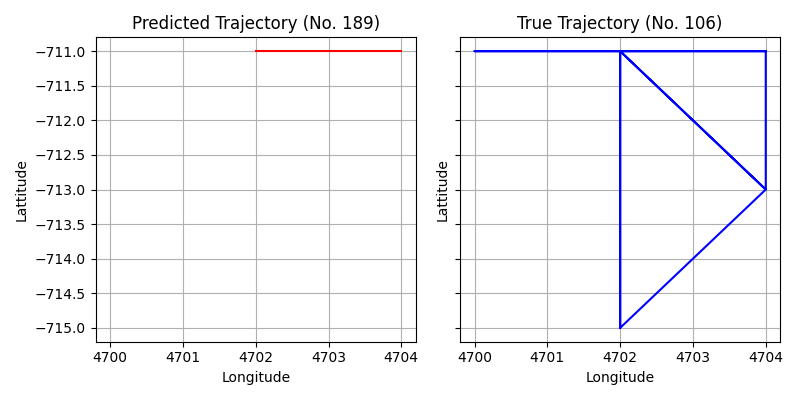 Predicted Trajectory (No. 189)
True Trajectory (No. 106)
−711.0
−711.5
−712.0
−712.5
−713.0
−713.5
−714.0
−714.5
−715.0
Lattitude
Lattitude
4700 4701 4702 4703 4704
4700 4701 4702 4703 4704
Longitude
Longitude